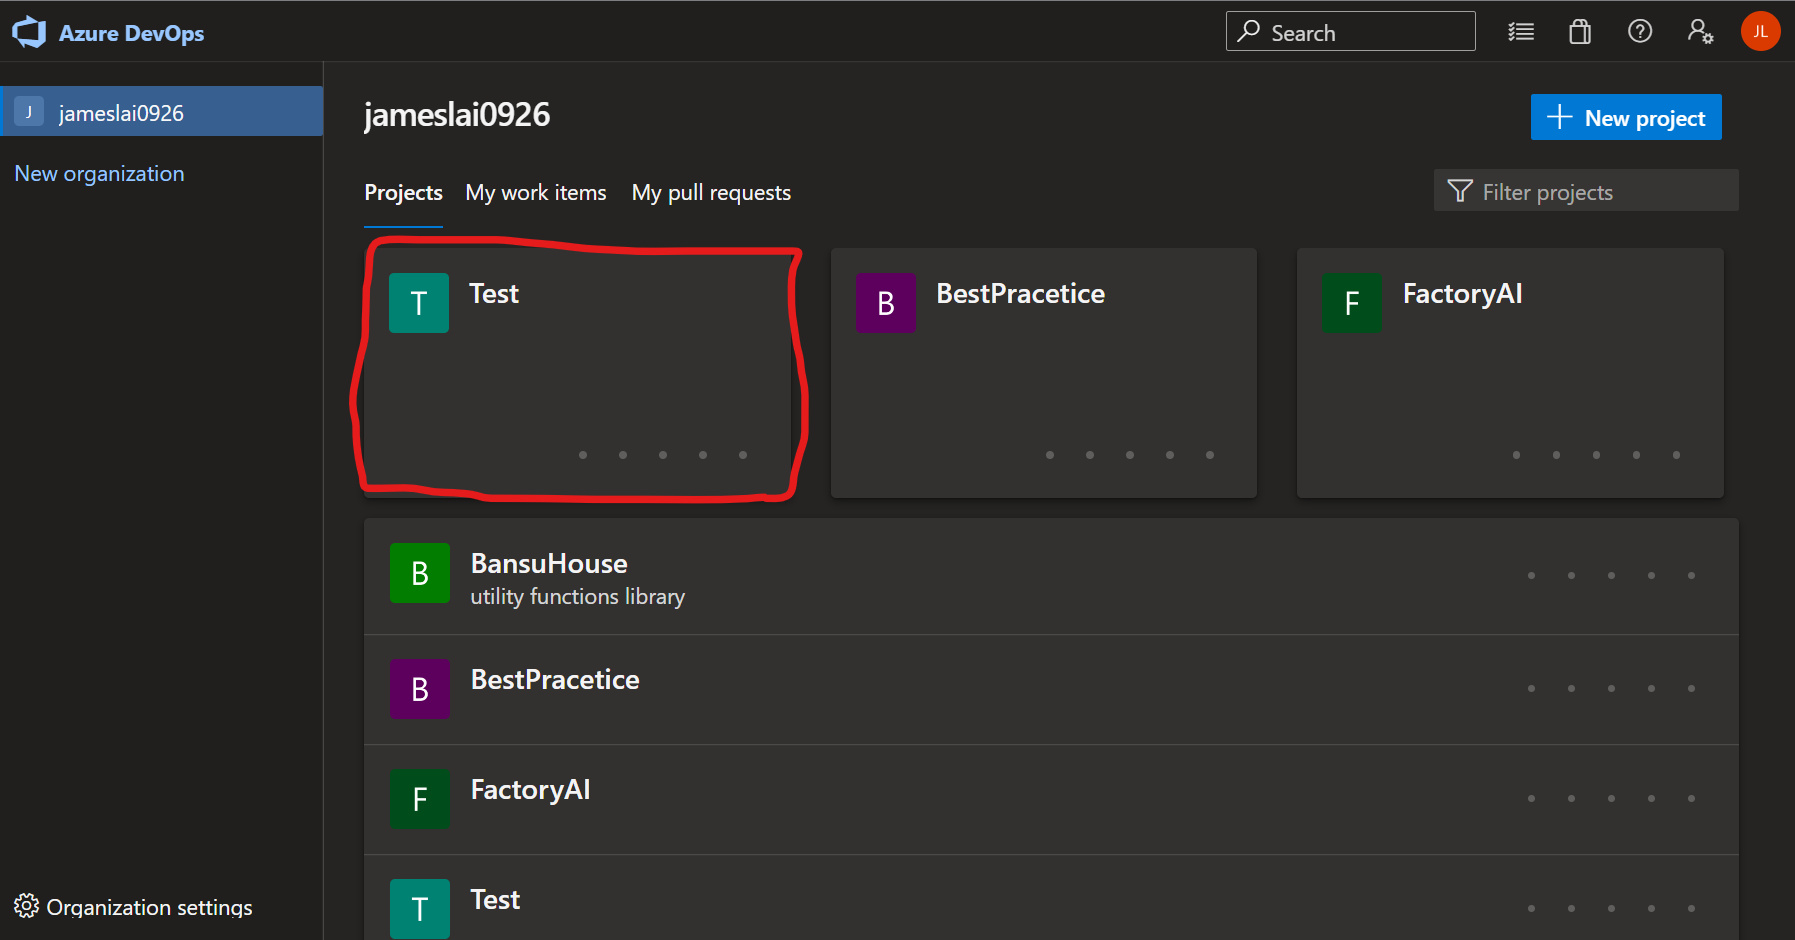 Azure DevOps
Search
JL
J jameslai0926
New organization
jameslai0926
New project
Projects My work items My pull requests
Filter projects
T Test
B BestPracetice
F FactoryAI
B BansuHouse
utility functions library
B BestPracetice
F FactoryAI
T Test
Organization settings